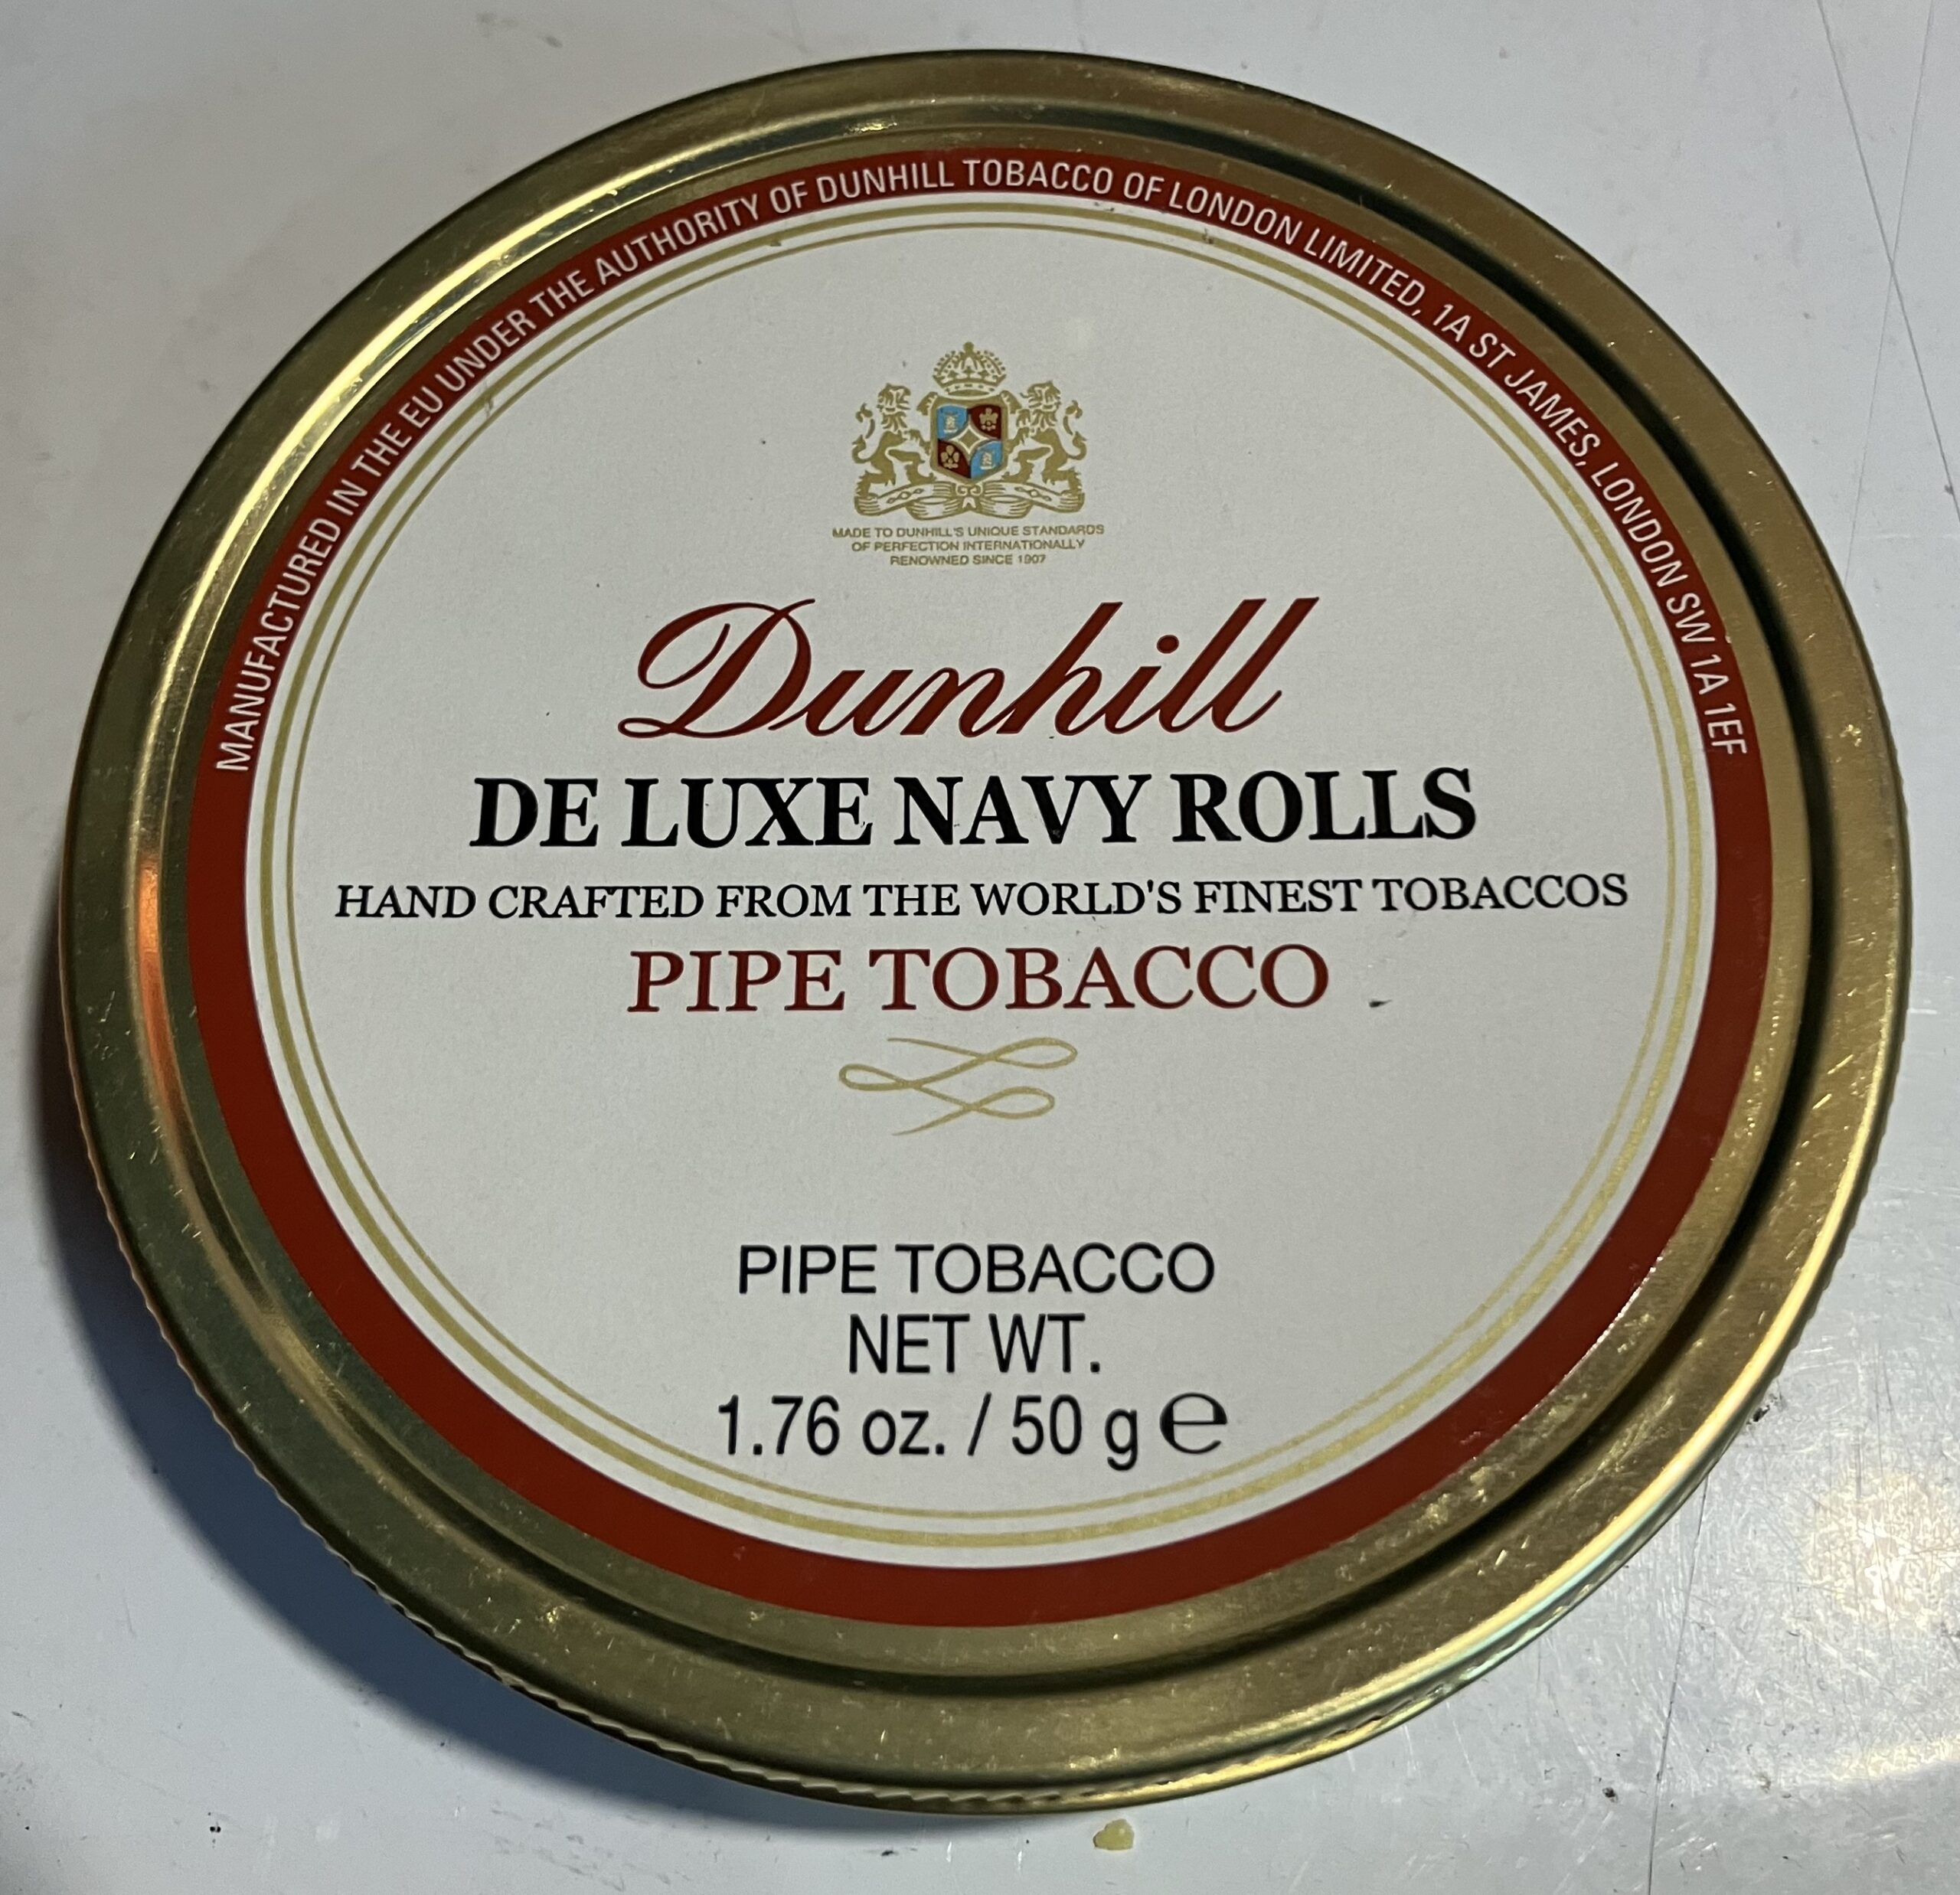 MANUFACTURED IN THE EU UNDER THE AUTHORITY OF DUNHILL TOBACCO OF LONDON LIMITED, 1A ST JAMES, LONDON SW 1A 1EF
MADE TO DUNHILL'S UNIQUE STANDARDS
OF PERFECTION INTERNATIONALLY
RENOWNED SINCE 1907
Dunhill
DE LUXE NAVY ROLLS
HAND CRAFTED FROM THE WORLD'S FINEST TOBACCOS
PIPE TOBACCO
PIPE TOBACCO
NET WT.
1.76 oz. / 50 g ℮